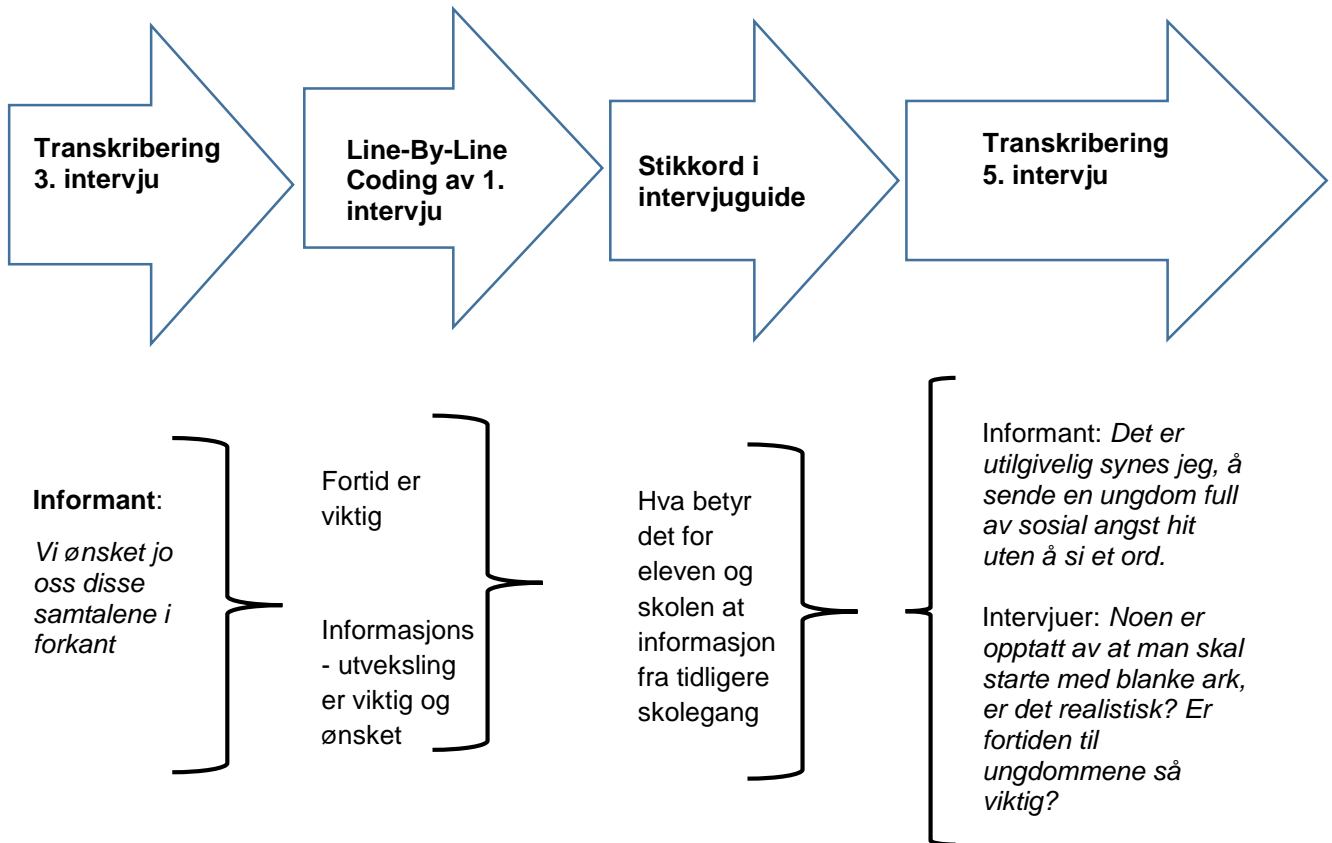 Transkribering
3. intervju
Line-By-Line
Coding av 1.
intervju
Stikkord i
intervjuguide
Transkribering
5. intervju
Informant:
Vi ønsket jo
oss disse
samtalene i
forkant
Fortid er
viktig
Informasjons
- utveksling
er viktig og
ønsket
Hva betyr
det for
eleven og
skolen at
informasjon
fra tidligere
skolegang
Informant: Det er
utilgivelig synes jeg, å
sende en ungdom full
av sosial angst hit
uten å si et ord.
Intervjuer: Noen er
opptatt av at man skal
starte med blanke ark,
er det realistisk? Er
fortiden til
ungdommene så
viktig?